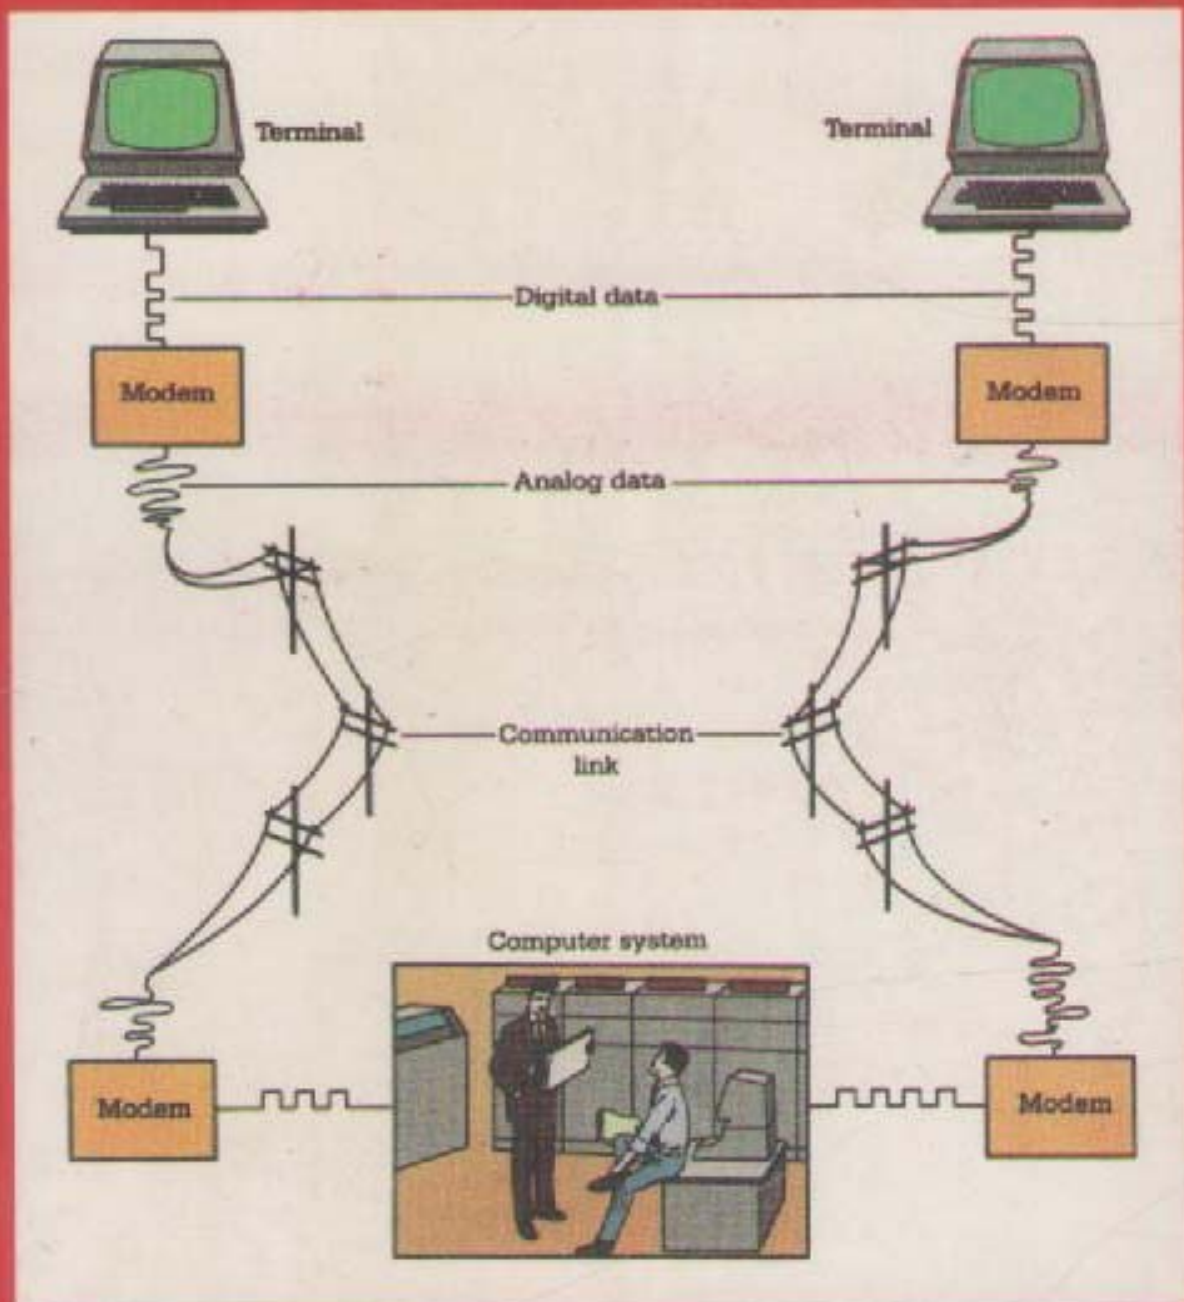 Terminal
Terminal
Digital data
Modem
Modem
Analog data
Communication
link
Computer system
Modem
Modem